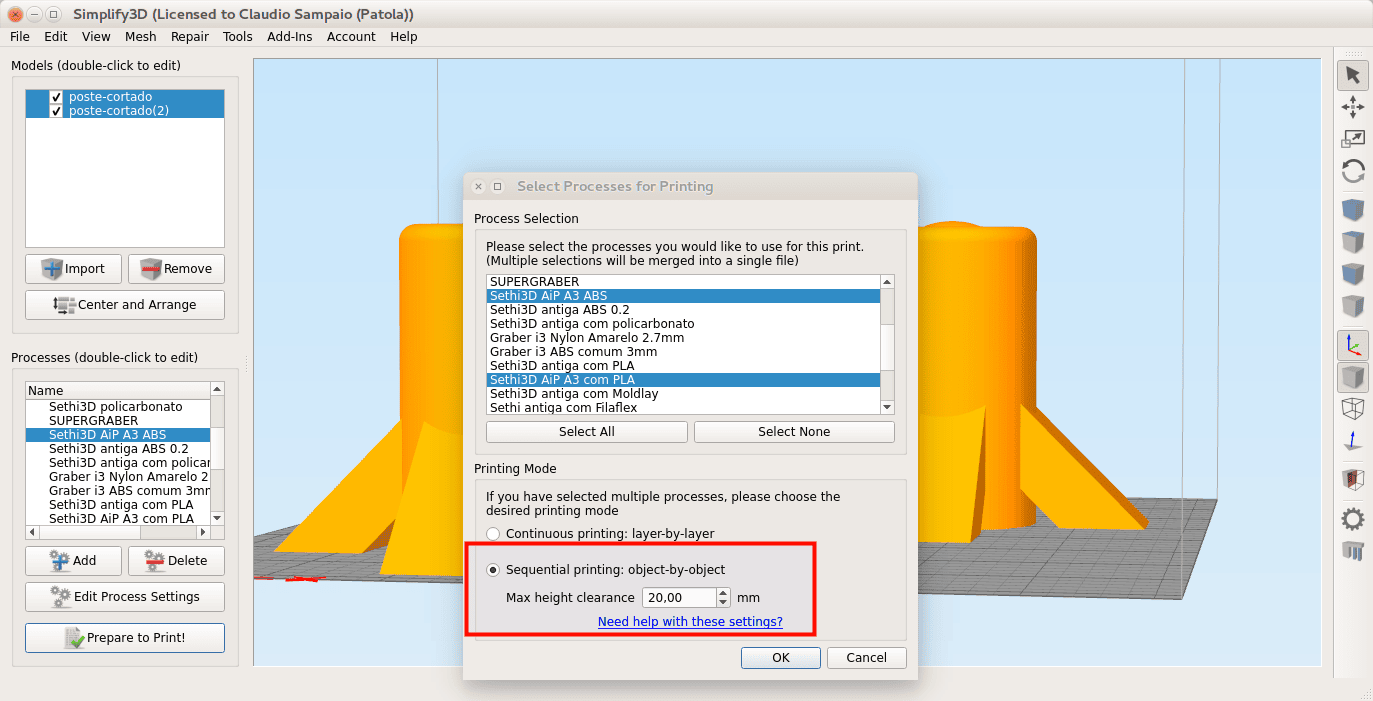 Simplify3D (Licensed to Claudio Sampaio (Patola))
File Edit View Mesh Repair Tools Add-Ins Account Help
Models (double-click to edit)
poste-cortado
poste-cortado(2)
Import Remove
Center and Arrange
Processes (double-click to edit)
Name
Sethi3D policarbonato
SUPERGRABER
Sethi3D AiP A3 ABS
Sethi3D antiga ABS 0.2
Sethi3D antiga com policar
Graber i3 Nylon Amarelo 2
Graber i3 ABS comum 3mr
Sethi3D antiga com PLA
Sethi3D AiP A3 com PLA
Add Delete
Edit Process Settings
Prepare to Print!
Select Processes for Printing
Process Selection
Please select the processes you would like to use for this print.
(Multiple selections will be merged into a single file)
SUPERGRABER
Sethi3D AiP A3 ABS
Sethi3D antiga ABS 0.2
Sethi3D antiga com policarbonato
Graber i3 Nylon Amarelo 2.7mm
Graber i3 ABS comum 3mm
Sethi3D antiga com PLA
Sethi3D AiP A3 com PLA
Sethi3D antiga com Moldlay
Sethi antiga com Filaflex
Select All Select None
Printing Mode
If you have selected multiple processes, please choose the
desired printing mode
Continuous printing: layer-by-layer
Sequential printing: object-by-object
Max height clearance 20,00 mm
Need help with these settings?
OK Cancel